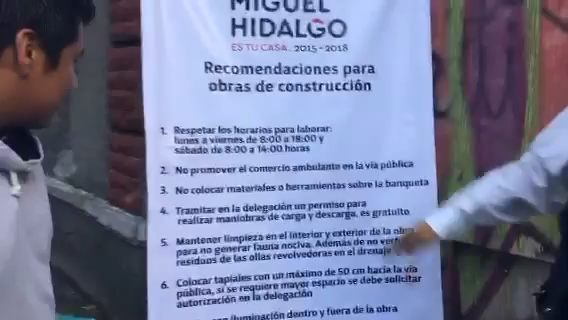 MIGUEL
HIDALGO
ES TU CASA. 2015 - 2018
Recomendaciones para
obras de construcción
1. Respetar los horarios para laborar:
lunes a viernes de 8:00 a 18:00 y
sábado de 8:00 a 14:00 horas
2. No promover el comercio ambulante en la vía pública
3. No colocar materiales o herramientas sobre la banqueta
4. Tramitar en la delegación un permiso para
realizar maniobras de carga y descarga, es gratuito
5. Mantener limpieza en el interior y exterior de la obra
para no generar fauna nociva. Además de no
residuos de las ollas revolvedoras en el drenaje
6. Colocar tapiales con un máximo de 50 cm hacia la vía
pública, si se requiere mayor espacio se debe solicitar
autorización en la delegación
iluminación dentro y fuera de la obra